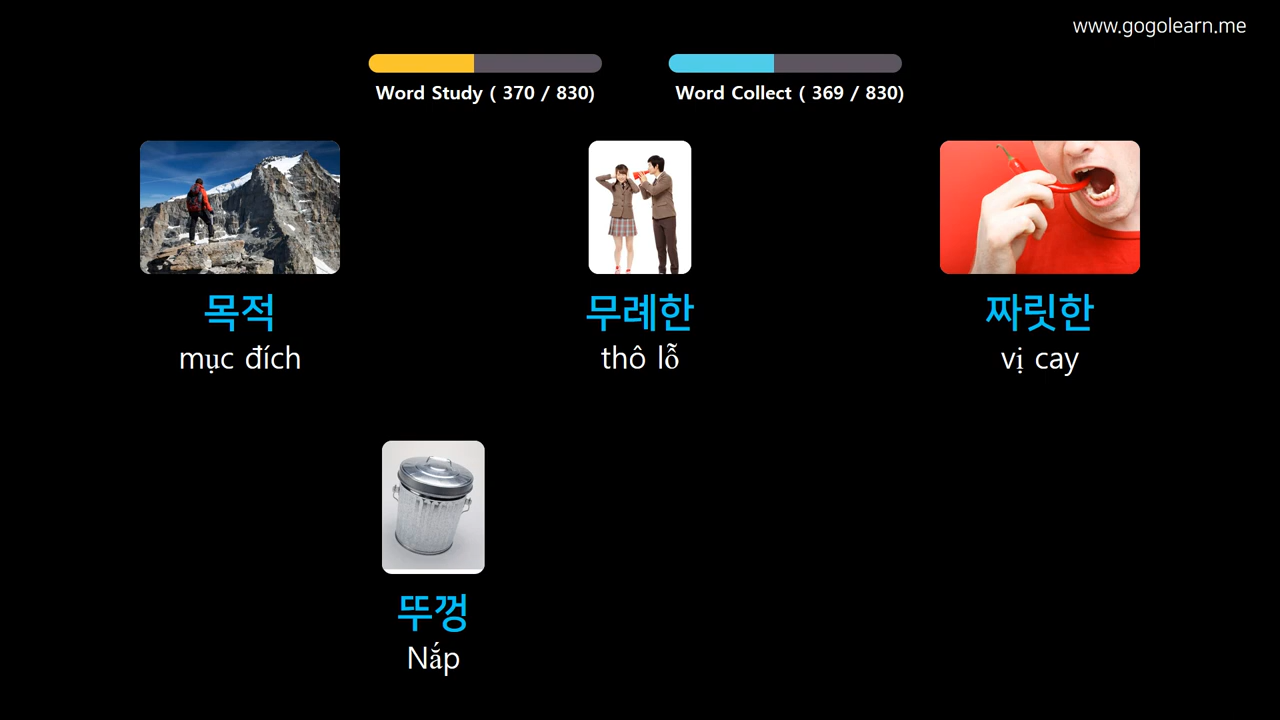 www.gogolearn.me
Word Study ( 370 / 830)
Word Collect ( 369 / 830)
목적
mục đích
무례한
thô lỗ
짜릿한
vị cay
뚜껑
Nắp